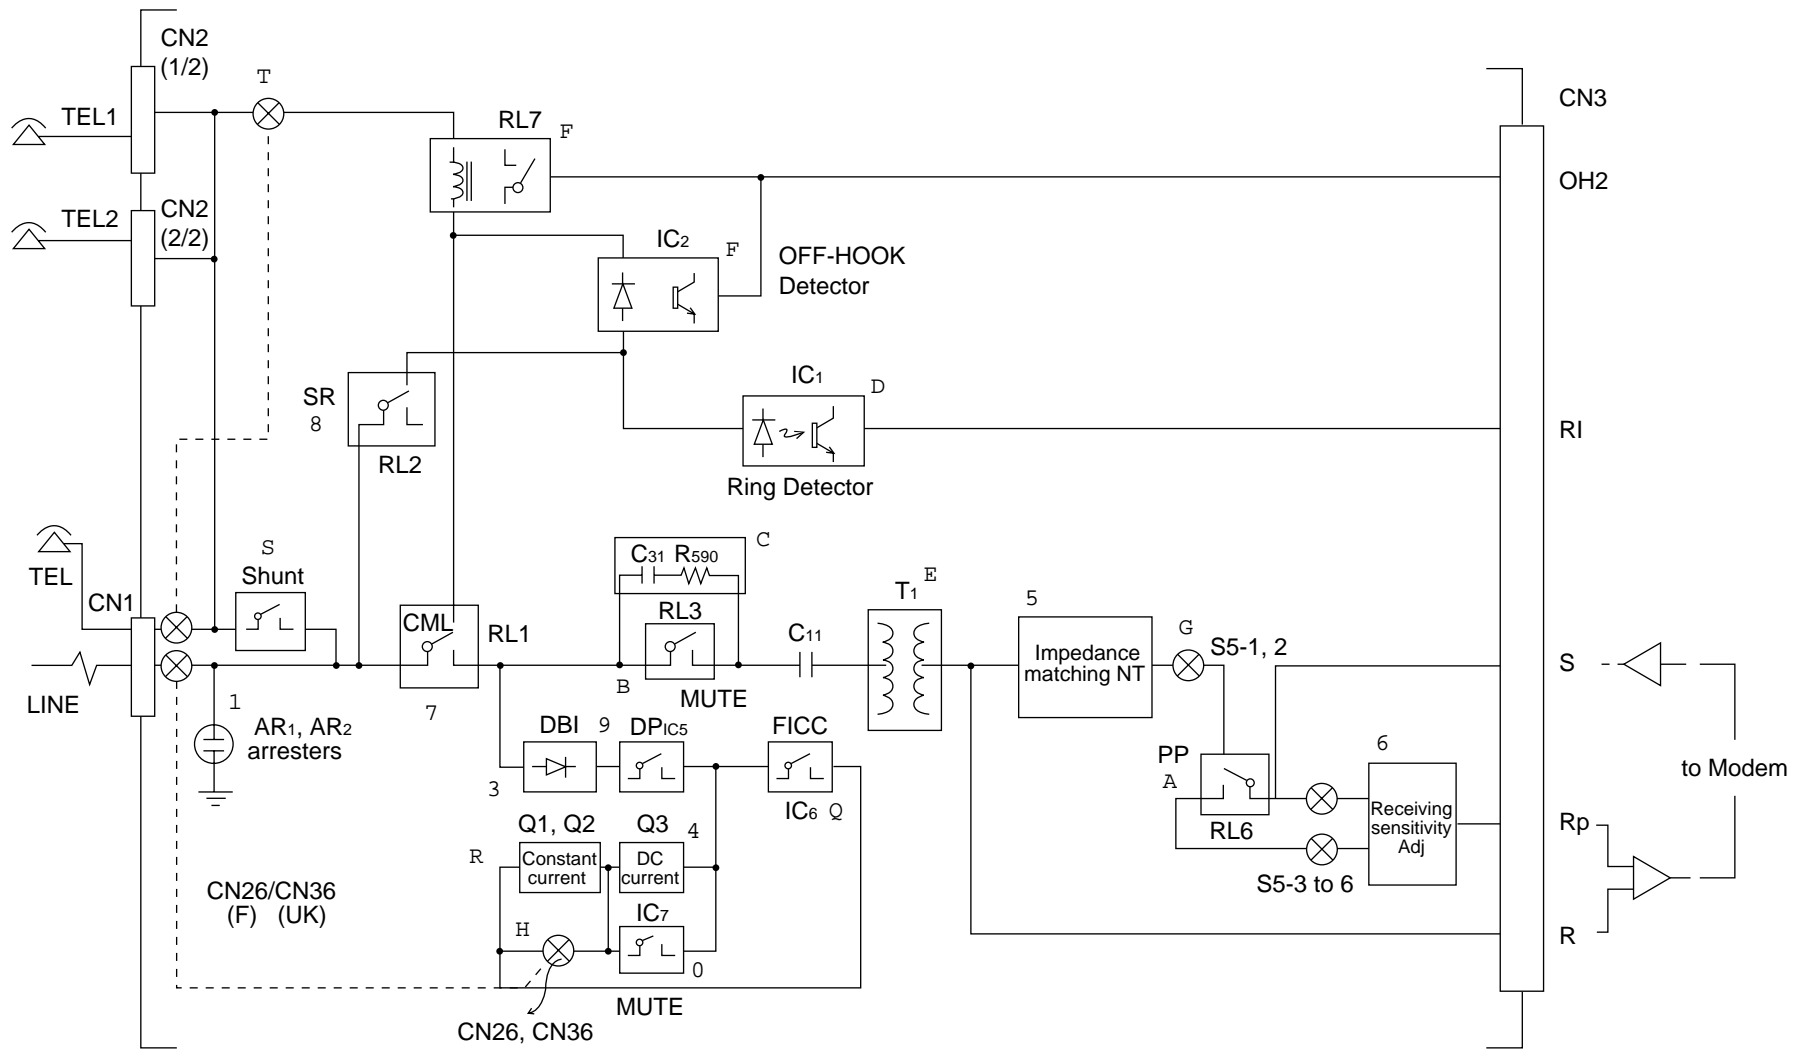 CN2
(1/2)
T
TEL1
RL7
F
CN3
OH2
TEL2
CN2
(2/2)
IC2
F
OFF-HOOK
Detector
SR
8
RL2
IC1
D
Ring Detector
RI
TEL
S
Shunt
CN1
CML
RL1
7
C
C31 R590
RL3
B
MUTE
C11
T1
E
5
Impedance
matching NT
G
S5-1, 2
S
LINE
1
AR1, AR2
arresters
DBI
3
9
DPIC5
FICC
IC6 Q
PP
A
RL6
6
Receiving
sensitivity
Adj
to Modem
Rp
S5-3 to 6
R
R
Q1, Q2
Constant
current
Q3
4
DC
current
CN26/CN36
(F) (UK)
H
IC7
0
MUTE
CN26, CN36